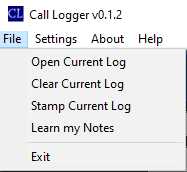 CL Call Logger v0.1.2
File Settings About Help
Open Current Log
Clear Current Log
Stamp Current Log
Learn my Notes
Exit